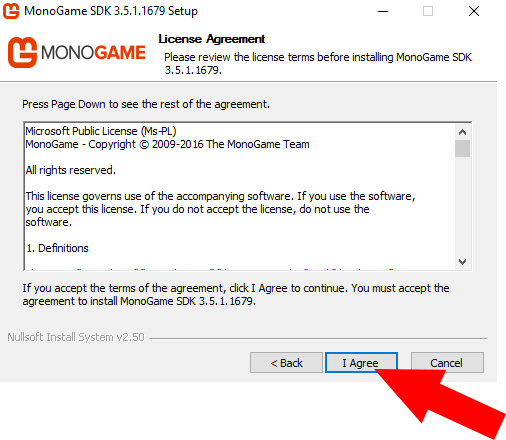 MonoGame SDK 3.5.1.1679 Setup
MONOGAME
License Agreement
Please review the license terms before installing MonoGame SDK
3.5.1.1679.
Press Page Down to see the rest of the agreement.
Microsoft Public License (Ms-PL)
MonoGame - Copyright © 2009-2016 The MonoGame Team
All rights reserved.
This license governs use of the accompanying software. If you use the software,
you accept this license. If you do not accept the license, do not use the
software.
1. Definitions
If you accept the terms of the agreement, click I Agree to continue. You must accept the
agreement to install MonoGame SDK 3.5.1.1679.
Nullsoft Install System v2.50
< Back
I Agree
Cancel